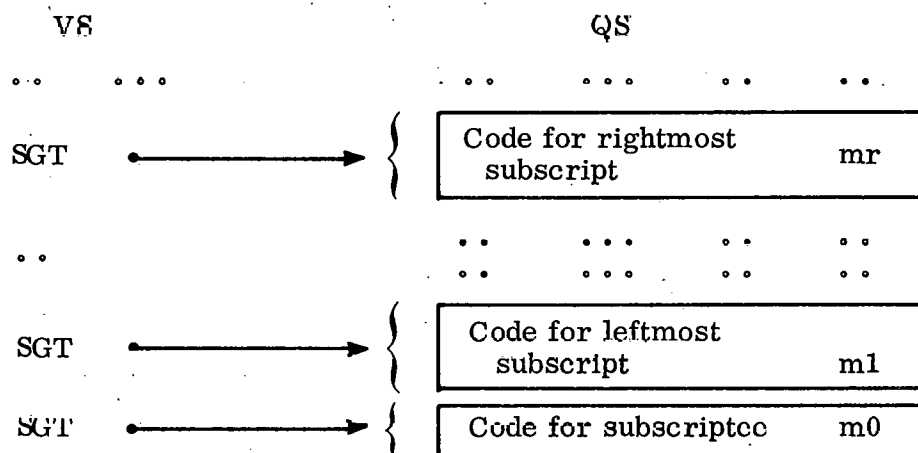 VS QS
.. ... .. ... .. ..
SGT { Code for rightmost
subscript mr
.. .. ... .. ..
.. ... .. ..
SGT { Code for leftmost
subscript m1
SGT { Code for subscriptee m0